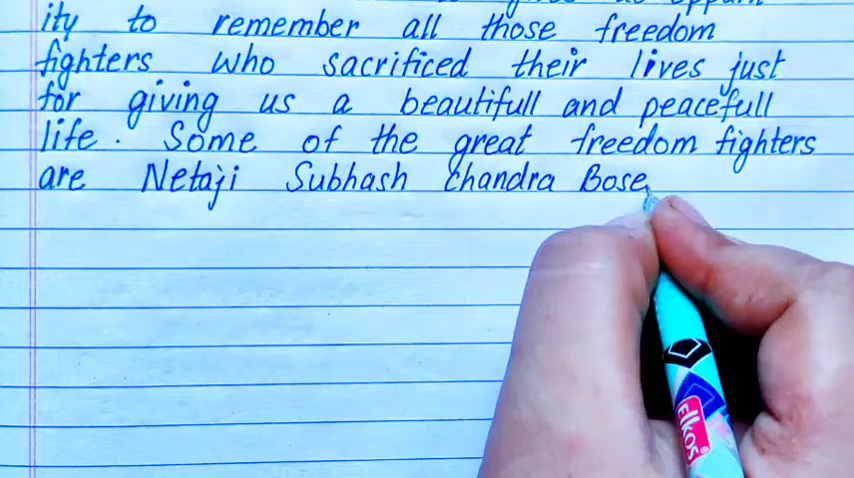 ity to remember all those freedom
fighters who sacrificed their lives just
for giving us a beautifull and peacefull
life. Some of the great freedom fighters
are Netaji Subhash Chandra Bose,
Elkos